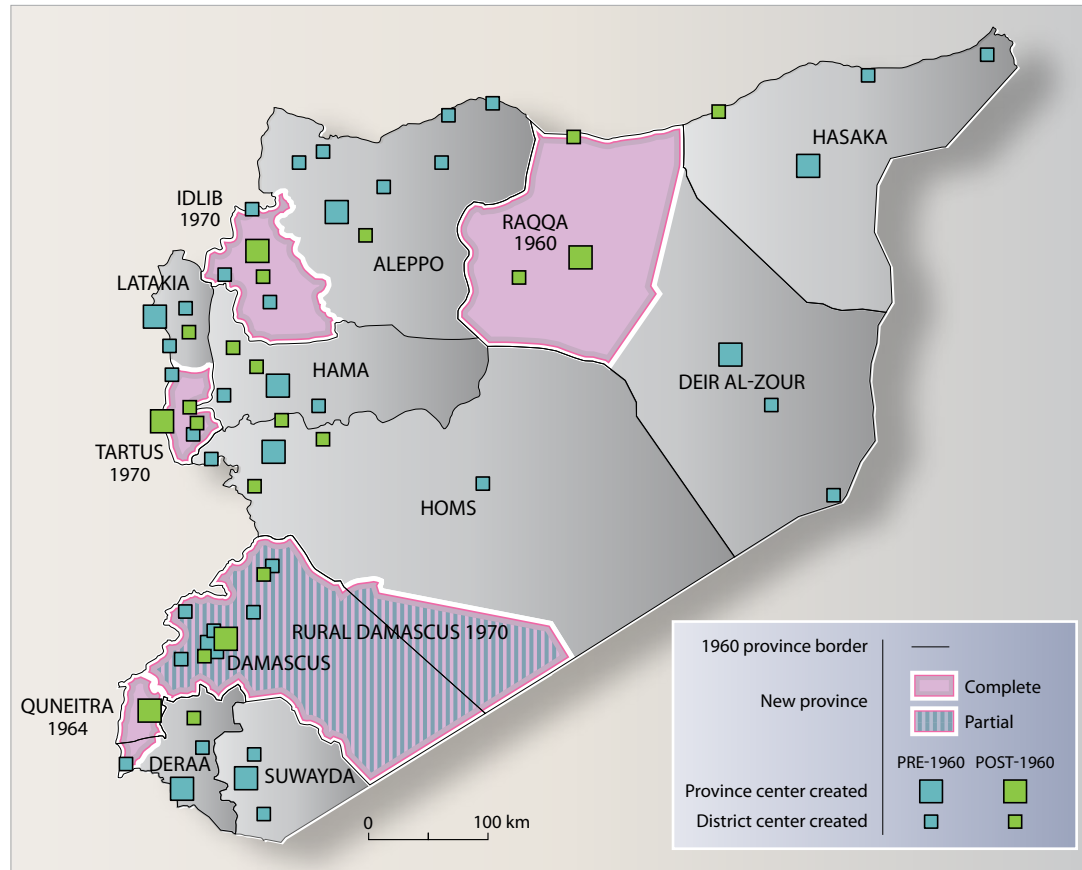 HASAKA
IDLIB
1970
RAQQA
1960
ALEPPO
LATAKIA
HAMA
DEIR AL-ZOUR
TARTUS
1970
HOMS
RURAL DAMASCUS 1970
DAMASCUS
QUNEITRA
1964
DERAA
SUWAYDA
0 100 km
1960 province border
New province
Complete
Partial
PRE-1960 POST-1960
Province center created
District center created